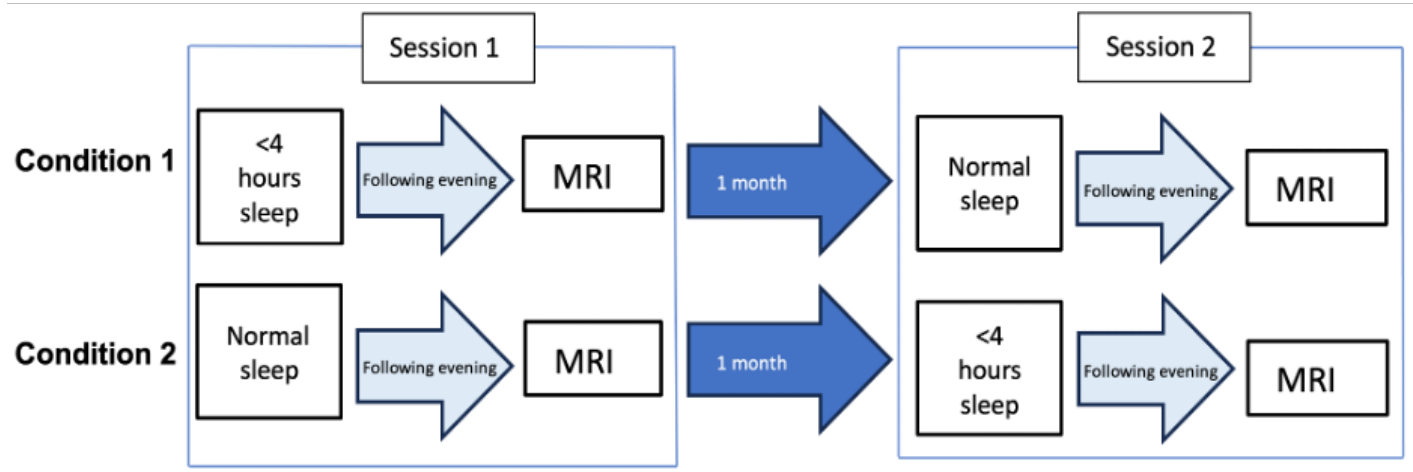 Session 1
Session 2
Condition 1
<4
hours
sleep
Following evening
MRI
1 month
Normal
sleep
Following evening
MRI
Condition 2
Normal
sleep
Following evening
MRI
1 month
<4
hours
sleep
Following evening
MRI